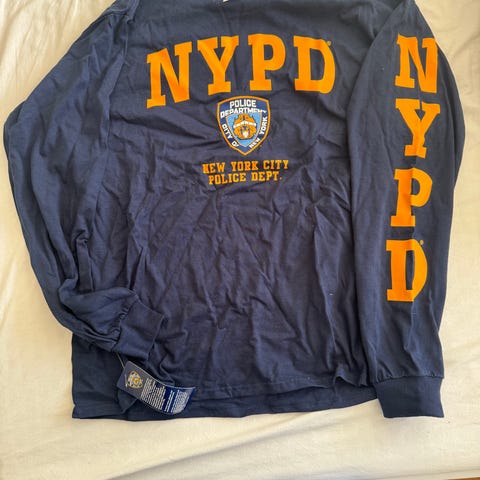 NYPD
POLICE
DEPARTMENT
CITY OF NEW YORK
NEW YORK CITY
POLICE DEPT.
NYPD